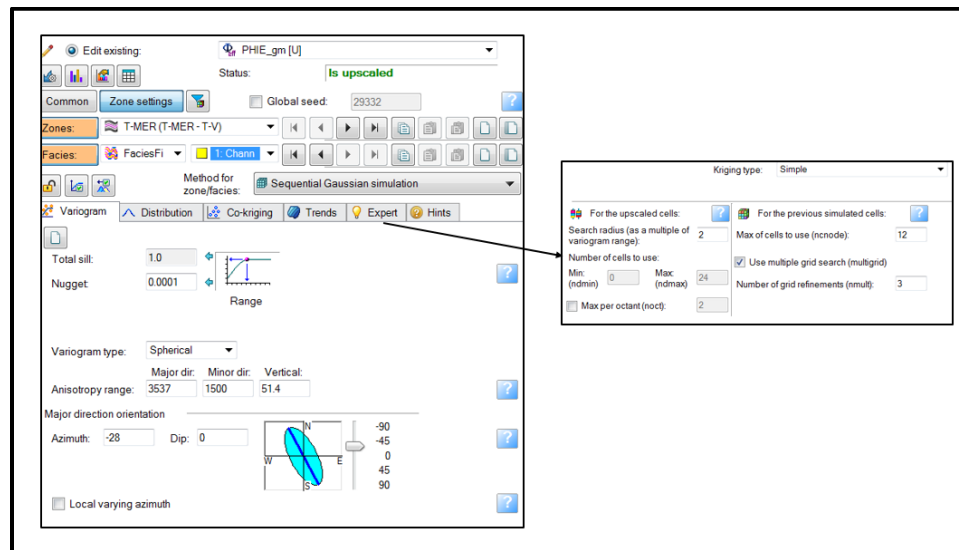 Edit existing: Φeff PHIE_gm [U]
Status: Is upscaled
Common Zone settings Global seed: 29332 ?
Zones: T-MER (T-MER - T-V)
Facies: FaciesFi 1: Chann
Method for
zone/facies: Sequential Gaussian simulation
Variogram Distribution Co-kriging Trends Expert Hints
Total sill: 1.0
Nugget: 0.0001 ?
Range
Variogram type: Spherical
Major dir: Minor dir: Vertical:
Anisotropy range: 3537 1500 51.4 ?
Major direction orientation
Azimuth: -28 Dip: 0 ?
N
W E
S
-90
-45
0
45
90
Local varying azimuth ?
Kriging type: Simple
For the upscaled cells: ? For the previous simulated cells: ?
Search radius (as a multiple of
variogram range): 2 Max of cells to use (ncnode): 12
Number of cells to use:
Min: Max:
(ndmin) 0 (ndmax) 24
Use multiple grid search (multigrid)
Number of grid refinements (nmult): 3
Max per octant (noct): 2